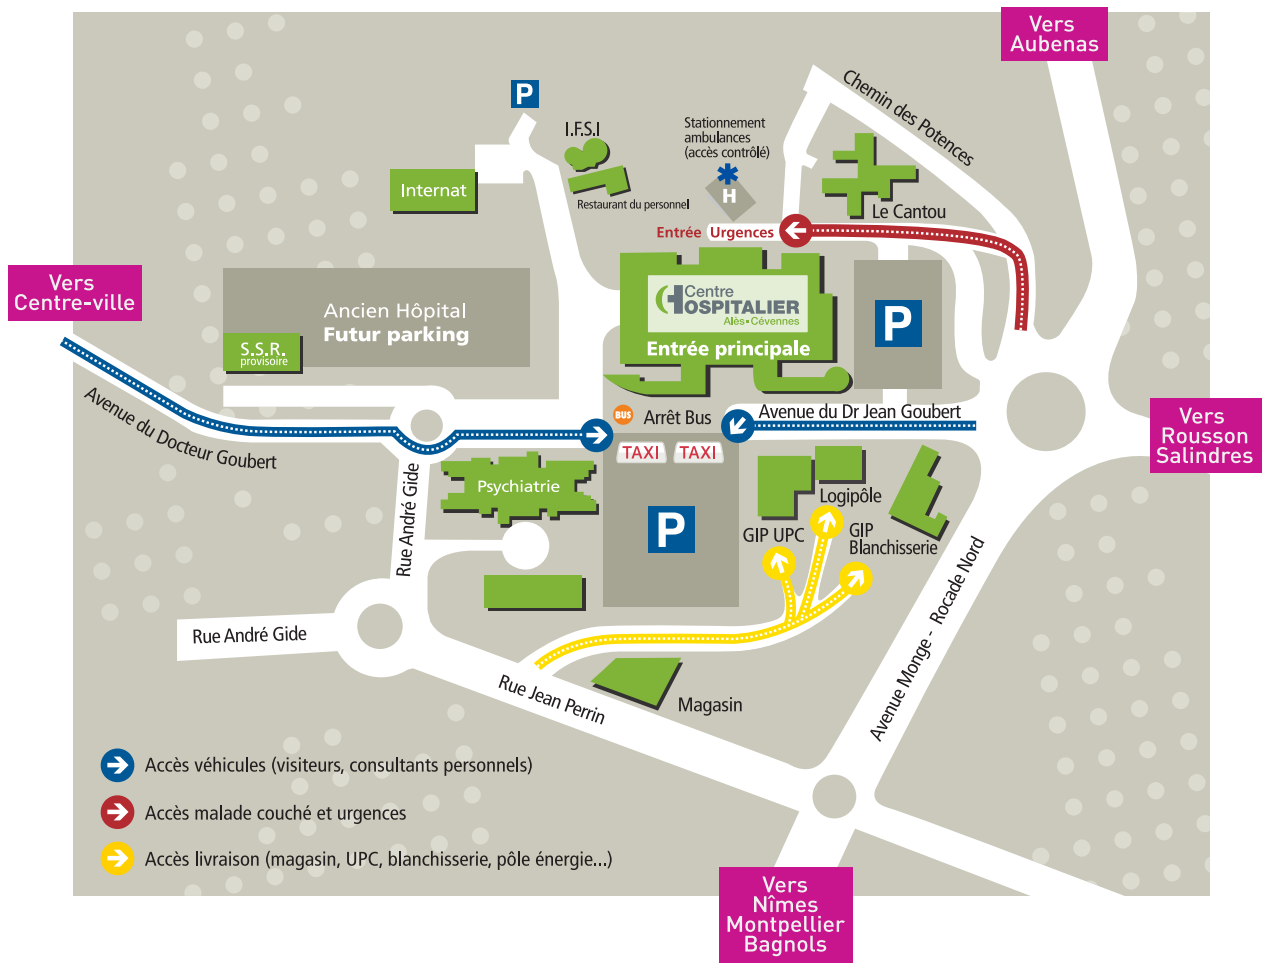 Vers
Aubenas
P
I.F.S.I
Stationnement
ambulances
(accès contrôlé)
H
Chemin des Potences
Internat
Restaurant du personnel
Le Cantou
Entrée Urgences
Vers
Centre-ville
Ancien Hôpital
Futur parking
S.S.R.
provisoire
Centre
HOSPITALIER
Alès•Cévennes
Entrée principale
P
Avenue du Docteur Goubert
BUS
Arrêt Bus
Avenue du Dr Jean Goubert
TAXI
TAXI
Vers
Rousson
Salindres
Psychiatrie
Rue André Gide
P
Logipôle
GIP UPC
GIP
Blanchisserie
Avenue Monge - Rocade Nord
Rue André Gide
Rue Jean Perrin
Magasin
Accès véhicules (visiteurs, consultants personnels)
Accès malade couché et urgences
Accès livraison (magasin, UPC, blanchisserie, pôle énergie...)
Vers
Nîmes
Montpellier
Bagnols